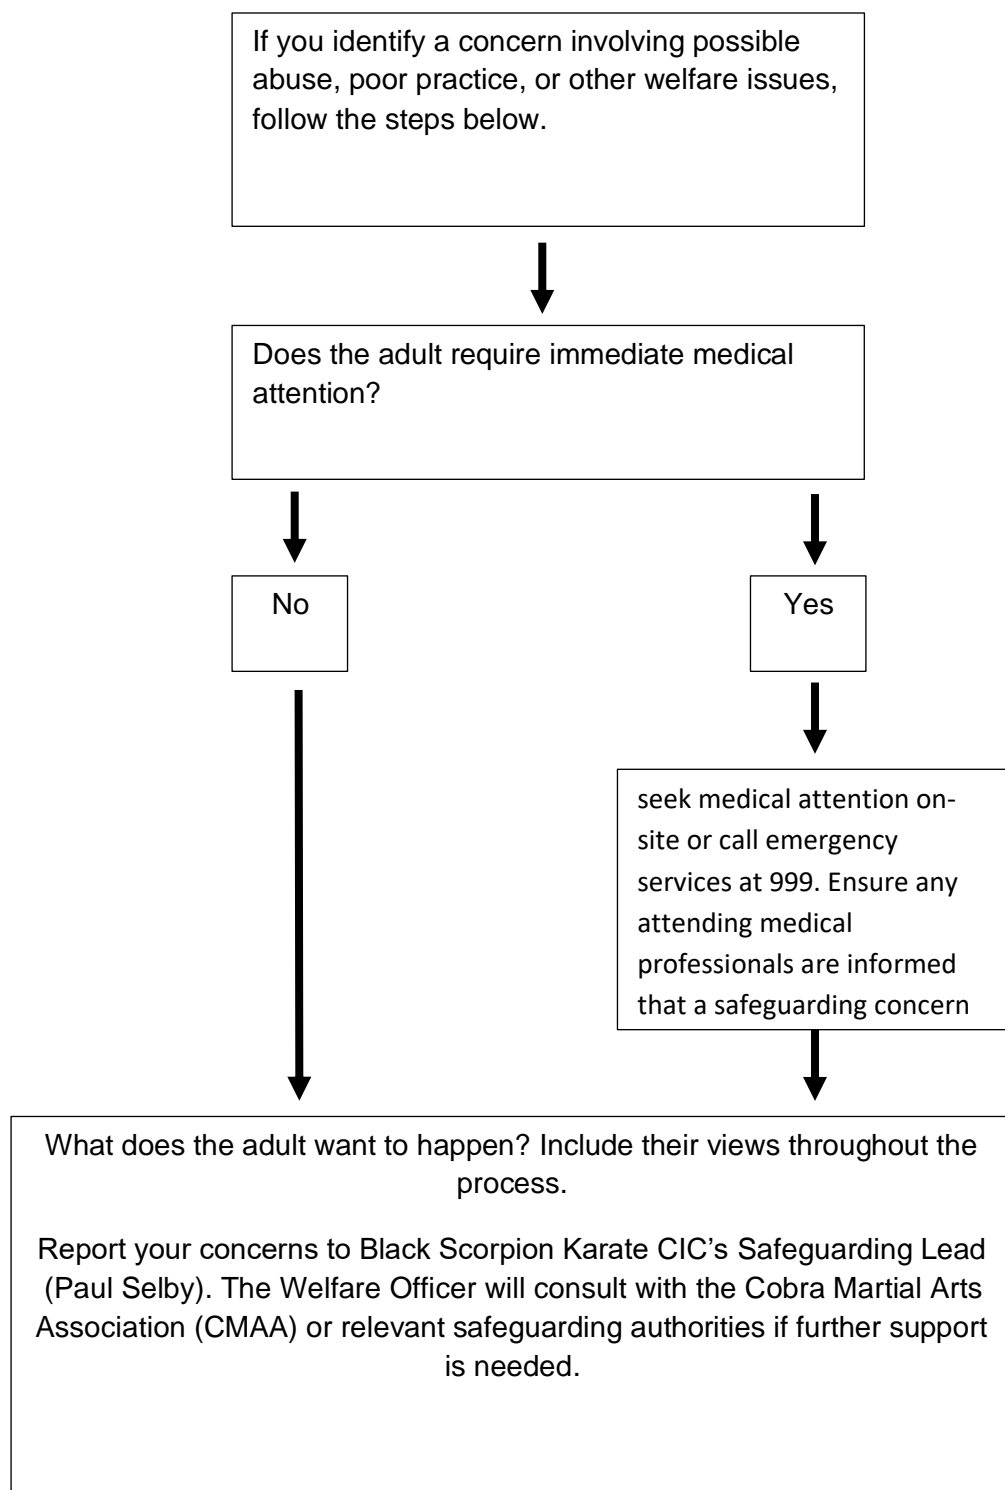 If you identify a concern involving possible
abuse, poor practice, or other welfare issues,
follow the steps below.
Does the adult require immediate medical
attention?
No
Yes
seek medical attention on-
site or call emergency
services at 999. Ensure any
attending medical
professionals are informed
that a safeguarding concern
What does the adult want to happen? Include their views throughout the
process.
Report your concerns to Black Scorpion Karate CIC’s Safeguarding Lead
(Paul Selby). The Welfare Officer will consult with the Cobra Martial Arts
Association (CMAA) or relevant safeguarding authorities if further support
is needed.